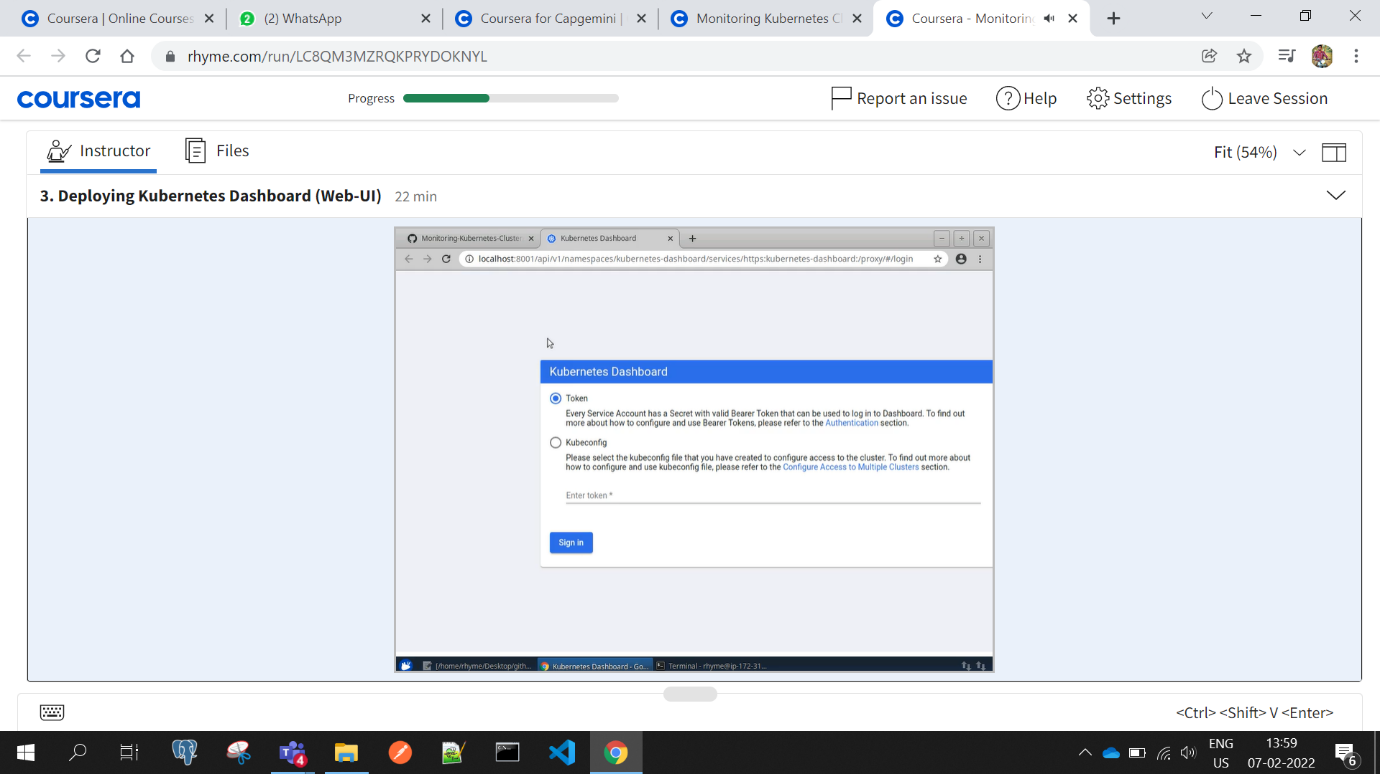 Coursera | Online Courses
(2) WhatsApp
Coursera for Capgemini |
Monitoring Kubernetes C
Coursera - Monitorin
rhyme.com/run/LC8QM3MZRQKPRYDOKNYL
coursera
Progress
Report an issue
Help
Settings
Leave Session
Instructor
Files
Fit (54%)
3. Deploying Kubernetes Dashboard (Web-UI) 22 min
Monitoring-Kubernetes-Cluste
Kubernetes Dashboard
localhost:8001/api/v1/namespaces/kubernetes-dashboard/services/https:kubernetes-dashboard:/proxy/#/login
Kubernetes Dashboard
Token
Every Service Account has a Secret with valid Bearer Token that can be used to log in to Dashboard. To find out
more about how to configure and use Bearer Tokens, please refer to the Authentication section.
Kubeconfig
Please select the kubeconfig file that you have created to configure access to the cluster. To find out more about
how to configure and use kubeconfig file, please refer to the Configure Access to Multiple Clusters section.
Enter token *
Sign in
[/home/rhyme/Desktop/gith...
Kubernetes Dashboard - Go...
Terminal - rhyme@ip-172-31...
<Ctrl> <Shift> V <Enter>
4
ENG
US
13:59
07-02-2022
6